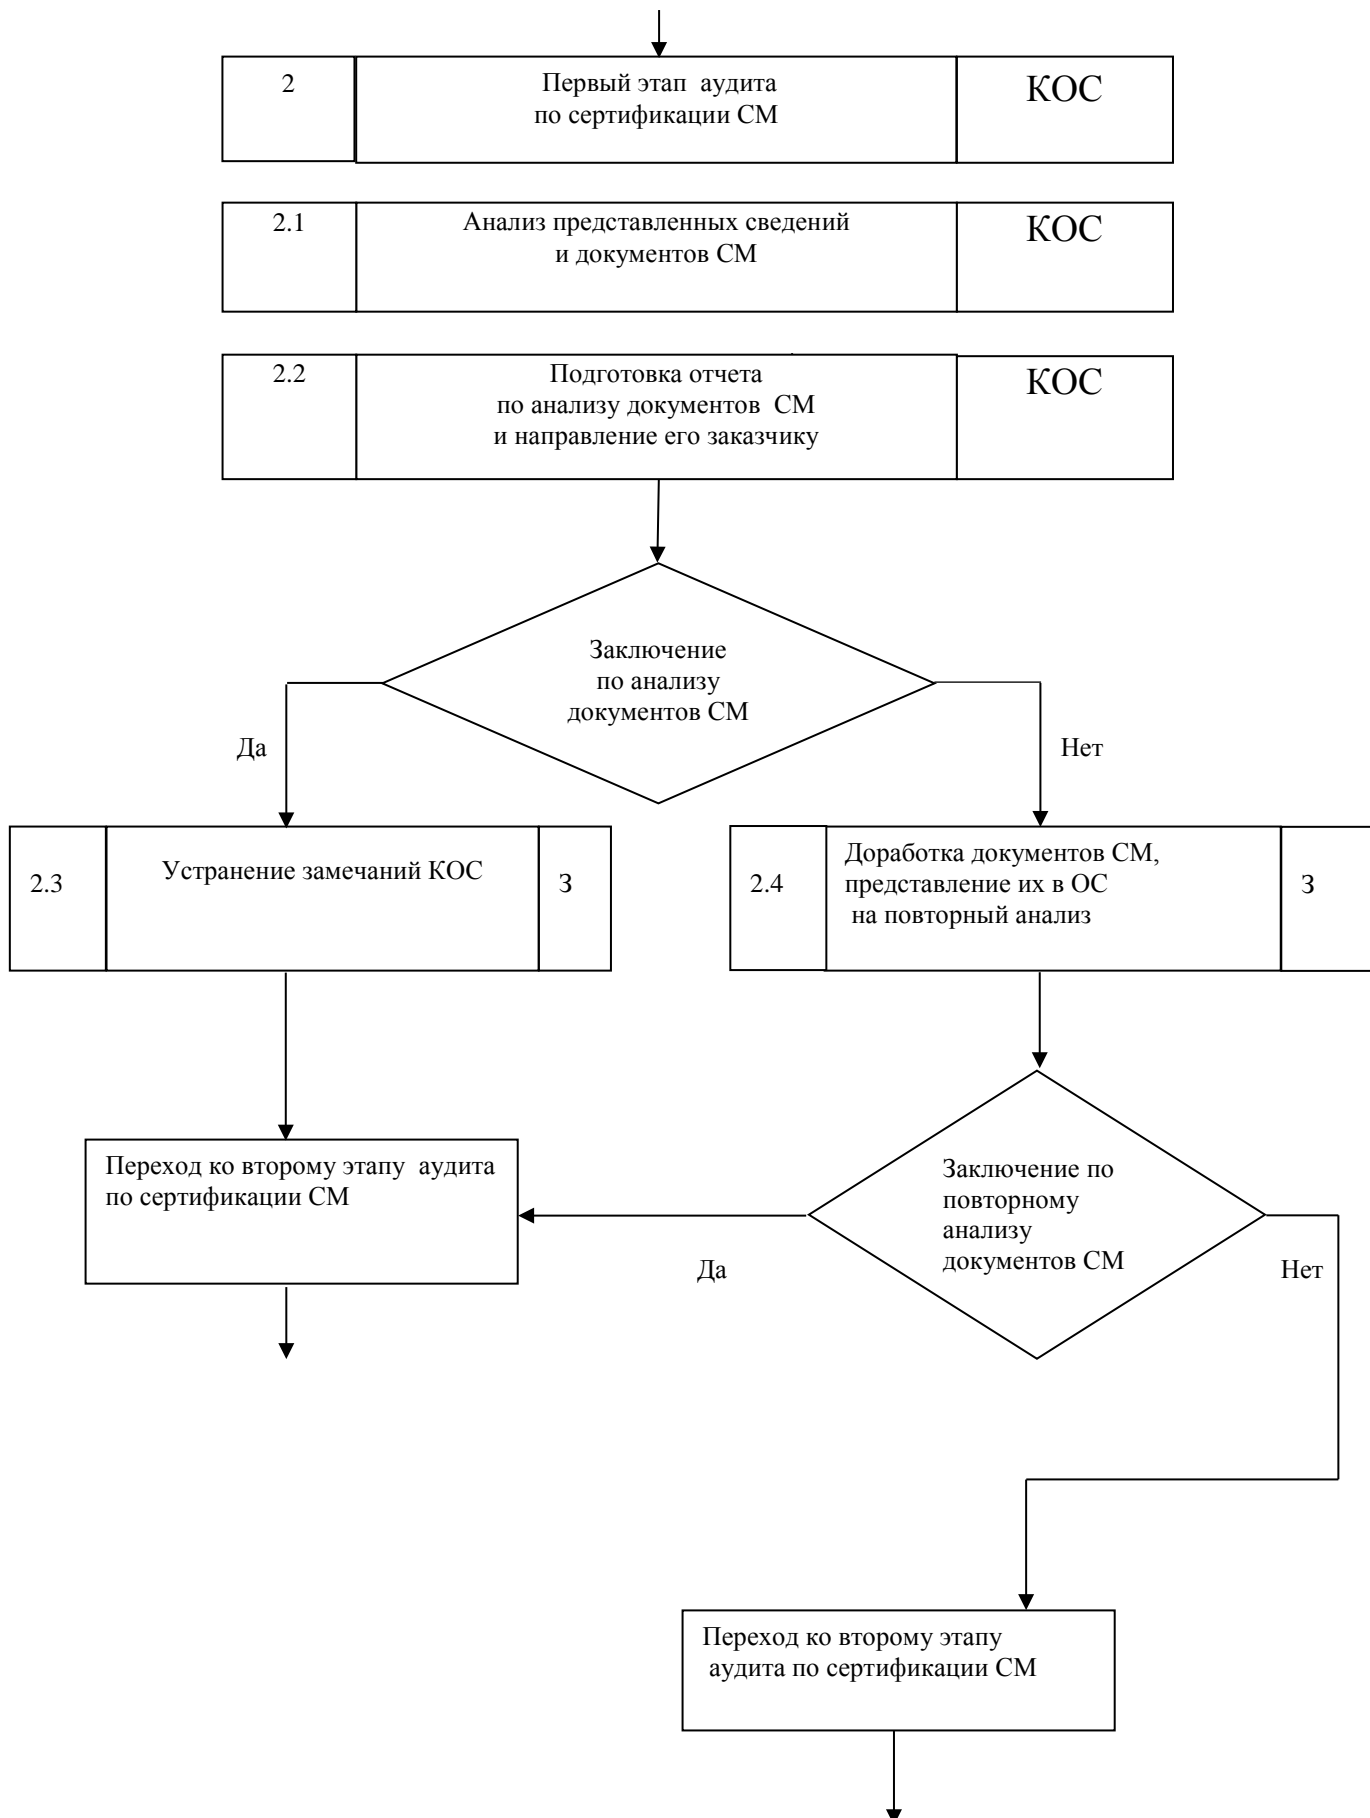 2
Первый этап аудита
по сертификации СМ
КОС
2.1
Анализ представленных сведений
и документов СМ
КОС
2.2
Подготовка отчета
по анализу документов СМ
и направление его заказчику
КОС
Заключение
по анализу
документов СМ
Да
Нет
2.3
Устранение замечаний КОС
З
2.4
Доработка документов СМ,
представление их в ОС
на повторный анализ
З
Переход ко второму этапу аудита
по сертификации СМ
Заключение по
повторному
анализу
документов СМ
Да
Нет
Переход ко второму этапу
аудита по сертификации СМ